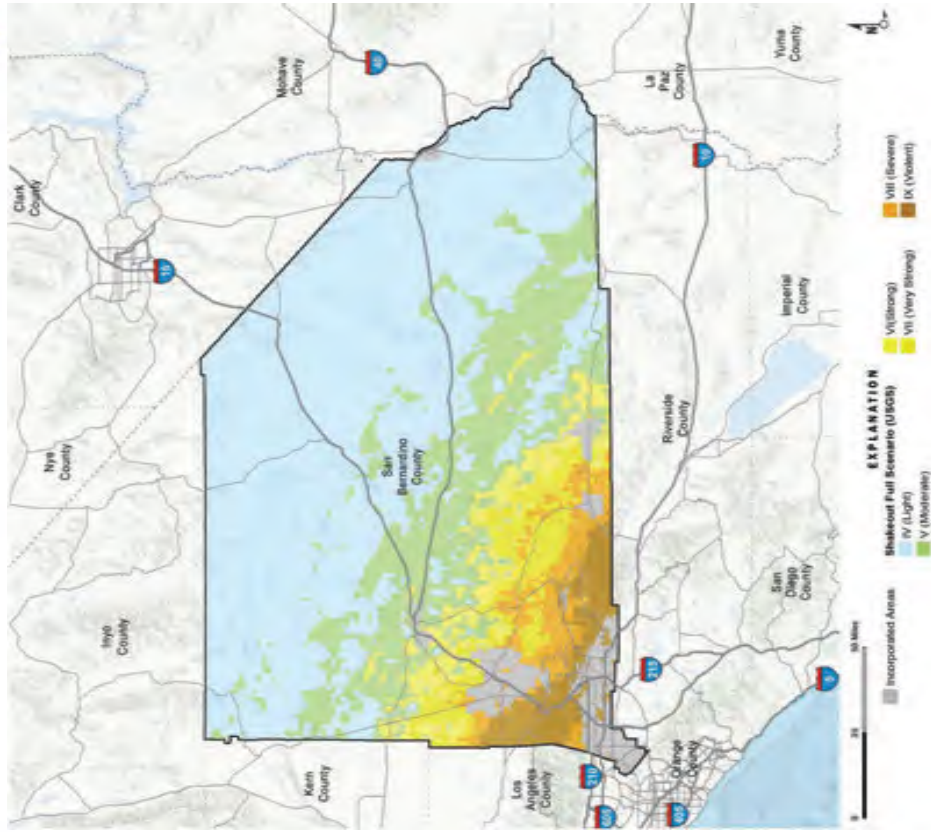 Nye
County
Clark
County
15
Mohave
County
40
Inyo
County
Kern
County
San
Bernardino
County
Los
Angeles
County
210
605
405
Orange
County
215
5
Riverside
County
San
Diego
County
Imperial
County
10
La
Paz
County
Yuma
County
N
0 25 50 Miles
Incorporated Areas
EXPLANATION
Shakeout Full Scenario (USGS)
IV (Light)
V (Moderate)
VI(Strong)
VII (Very Strong)
VIII (Severe)
IX (Violent)